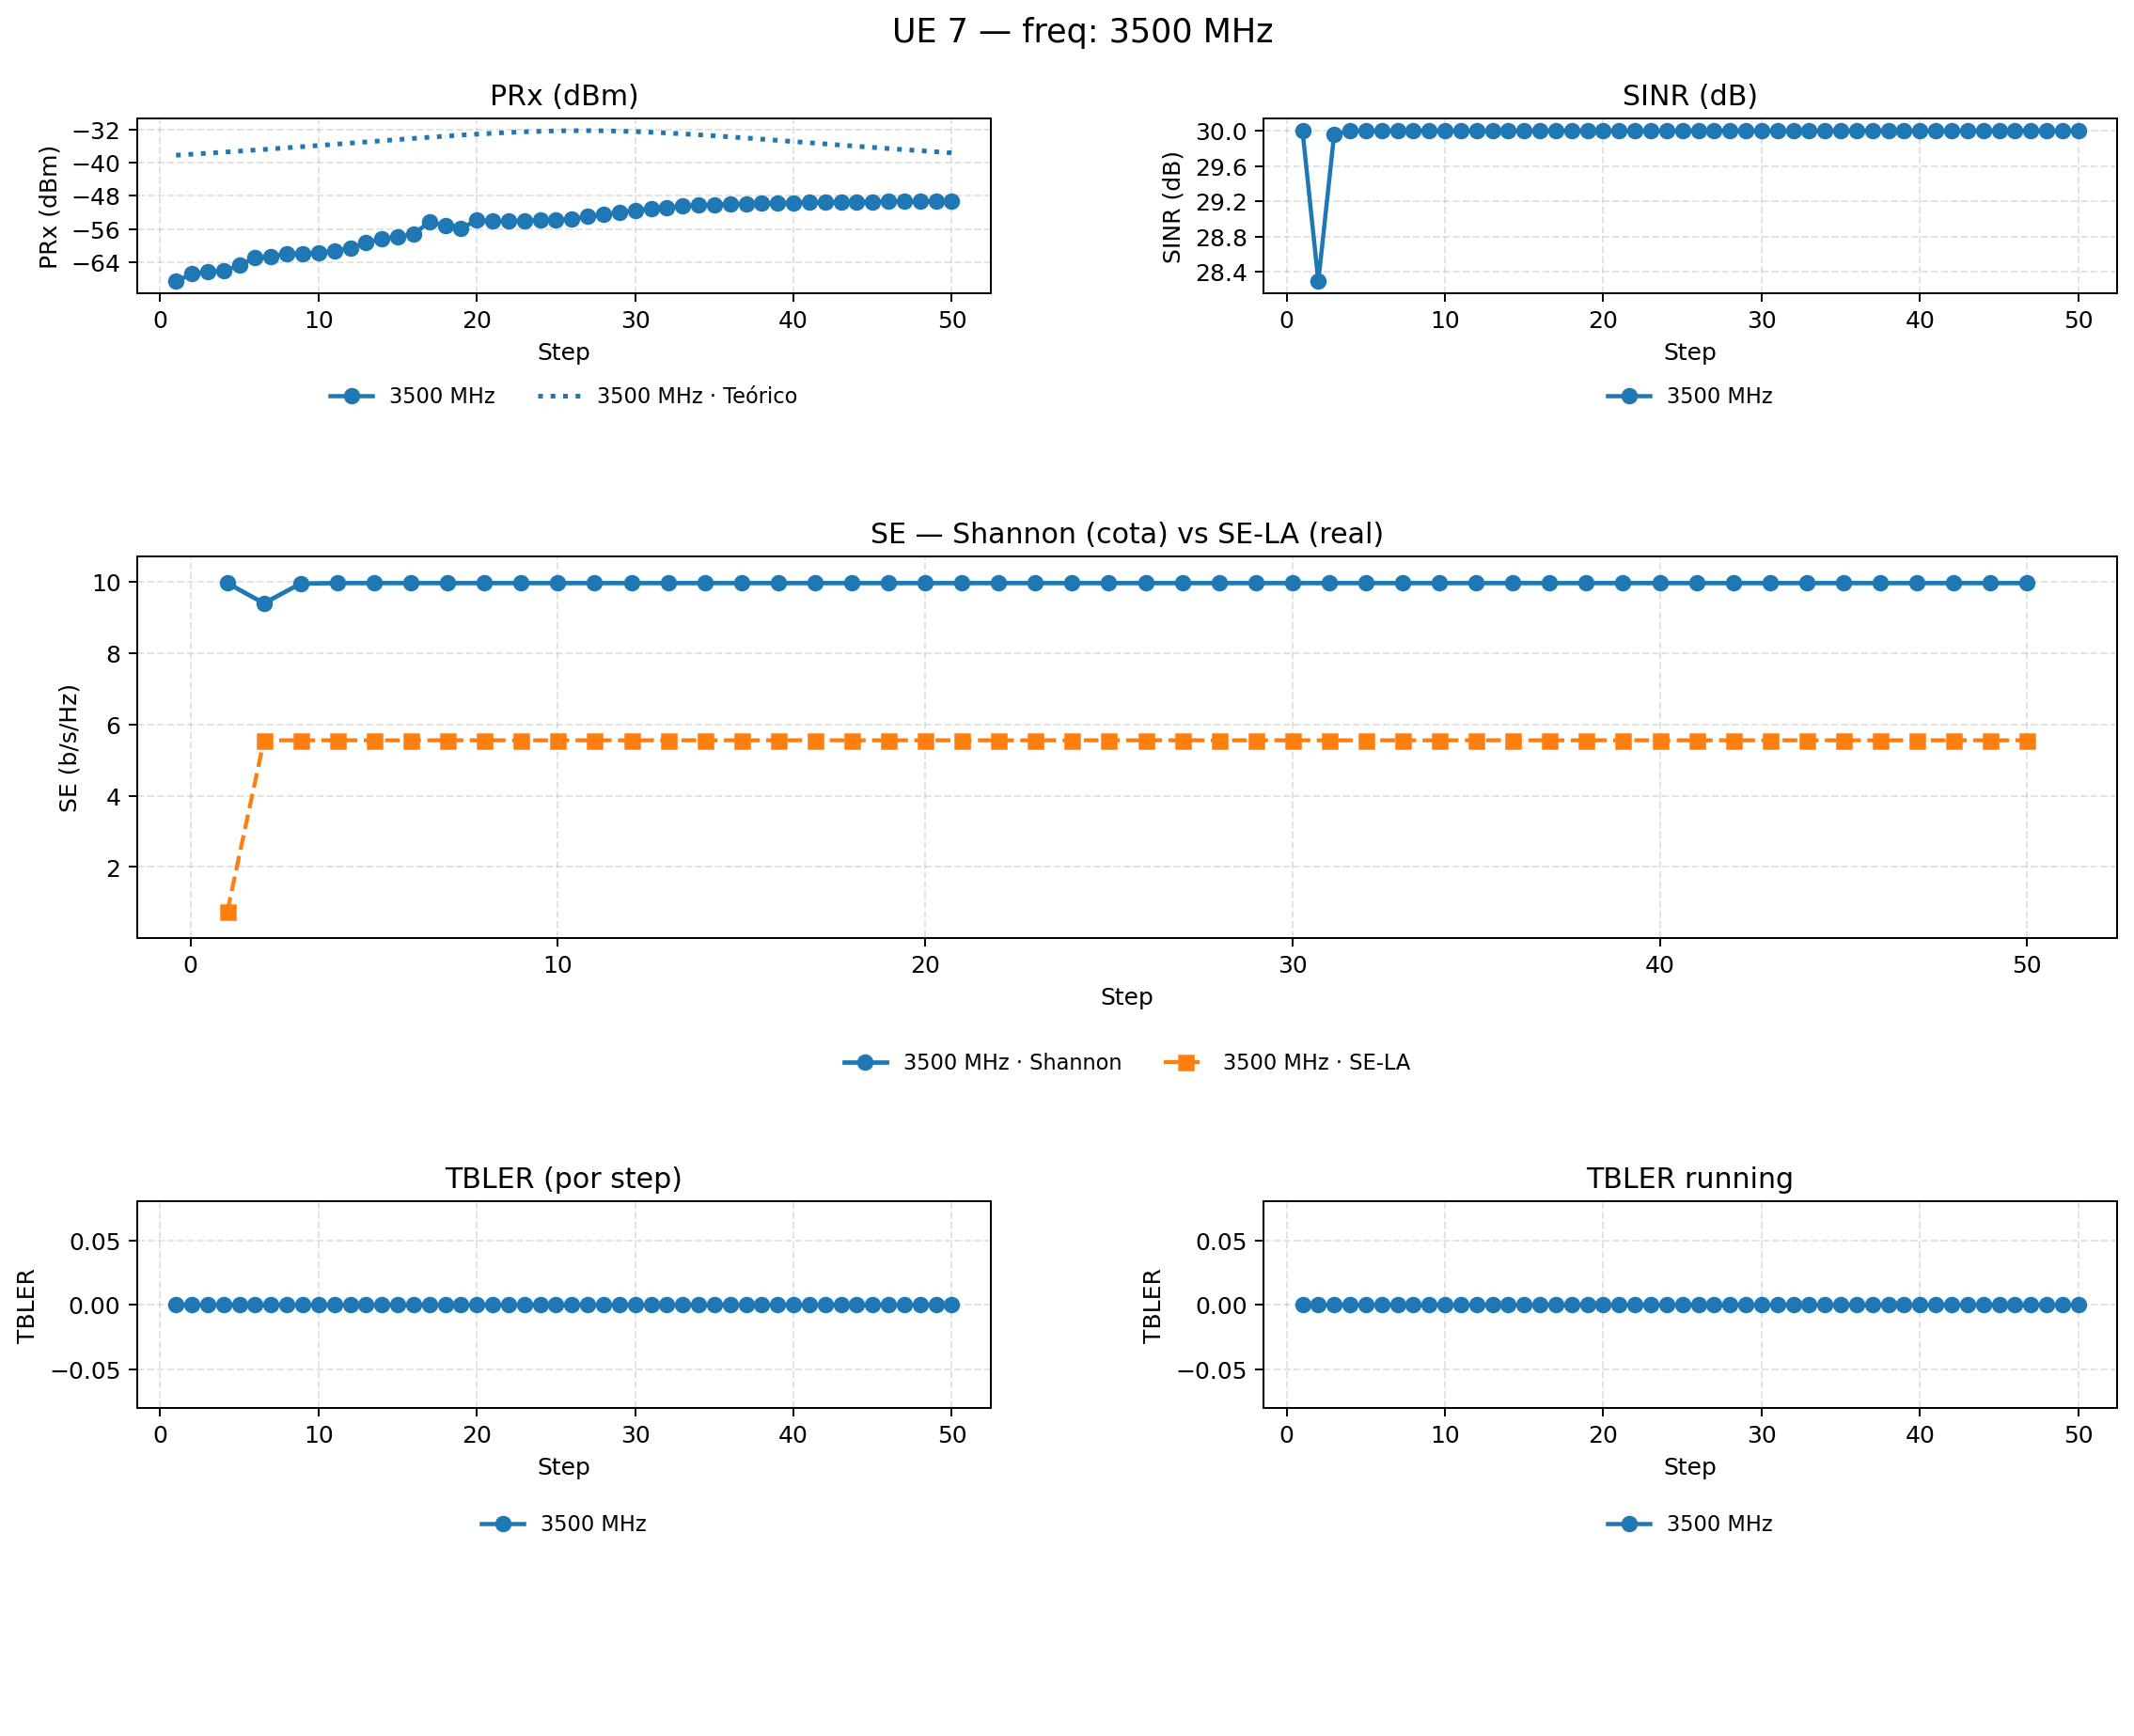 UE 7 — freq: 3500 MHz
PRx (dBm)
PRx (dBm)
−32
−40
−48
−56
−64
0 10 20 30 40 50
Step
3500 MHz 3500 MHz · Teórico
SINR (dB)
SINR (dB)
30.0
29.6
29.2
28.8
28.4
0 10 20 30 40 50
Step
3500 MHz
SE — Shannon (cota) vs SE-LA (real)
SE (b/s/Hz)
10
8
6
4
2
0 10 20 30 40 50
Step
3500 MHz · Shannon 3500 MHz · SE-LA
TBLER (por step)
TBLER
0.05
0.00
−0.05
0 10 20 30 40 50
Step
3500 MHz
TBLER running
TBLER
0.05
0.00
−0.05
0 10 20 30 40 50
Step
3500 MHz